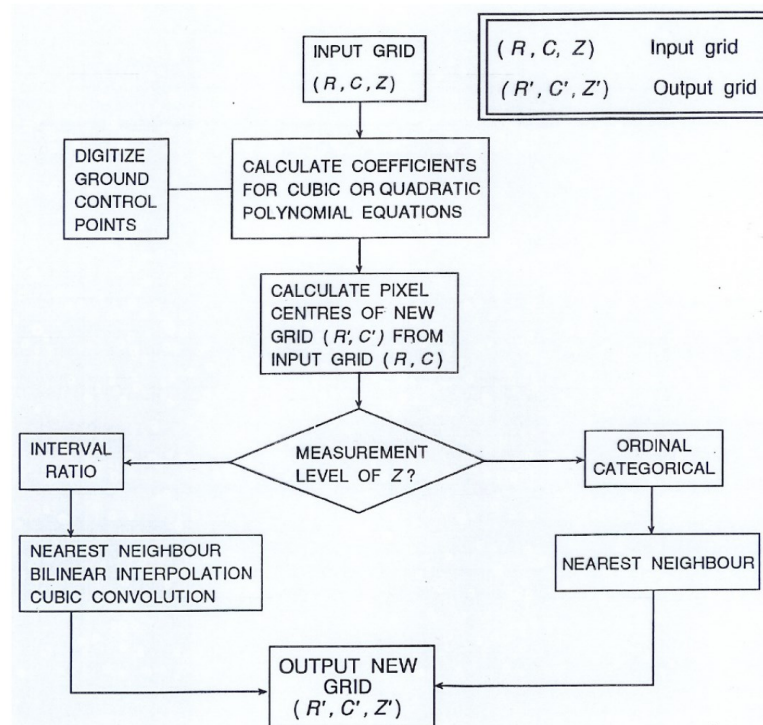 INPUT GRID
(R, C, Z)
(R, C, Z) Input grid
(R', C', Z') Output grid
DIGITIZE
GROUND
CONTROL
POINTS
CALCULATE COEFFICIENTS
FOR CUBIC OR QUADRATIC
POLYNOMIAL EQUATIONS
CALCULATE PIXEL
CENTRES OF NEW
GRID (R', C') FROM
INPUT GRID (R, C)
MEASUREMENT
LEVEL OF Z?
INTERVAL
RATIO
ORDINAL
CATEGORICAL
NEAREST NEIGHBOUR
BILINEAR INTERPOLATION
CUBIC CONVOLUTION
NEAREST NEIGHBOUR
OUTPUT NEW
GRID
(R', C', Z')